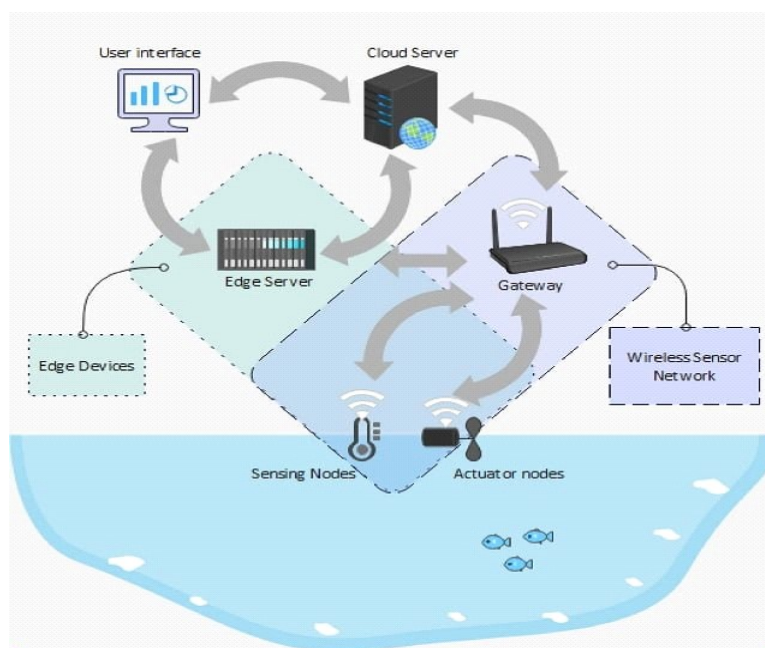 User interface
Cloud Server
Edge Server
Gateway
Edge Devices
Wireless Sensor
Network
Sensing Nodes
Actuator nodes